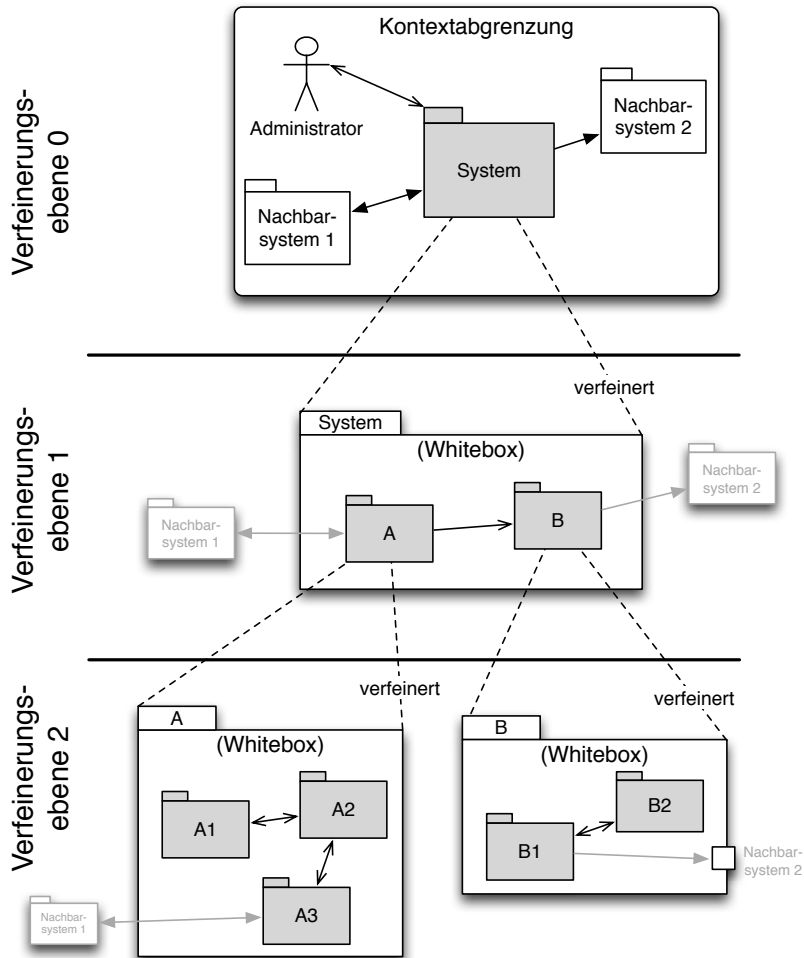 Verfeinerungs-
ebene 0
Kontextabgrenzung
Administrator
Nachbar-
system 2
System
Nachbar-
system 1
Verfeinerungs-
ebene 1
verfeinert
System
(Whitebox)
Nachbar-
system 1
A
B
Nachbar-
system 2
Verfeinerungs-
ebene 2
verfeinert
A
(Whitebox)
A1
A2
A3
Nachbar-
system 1
verfeinert
B
(Whitebox)
B2
B1
Nachbar-
system 2